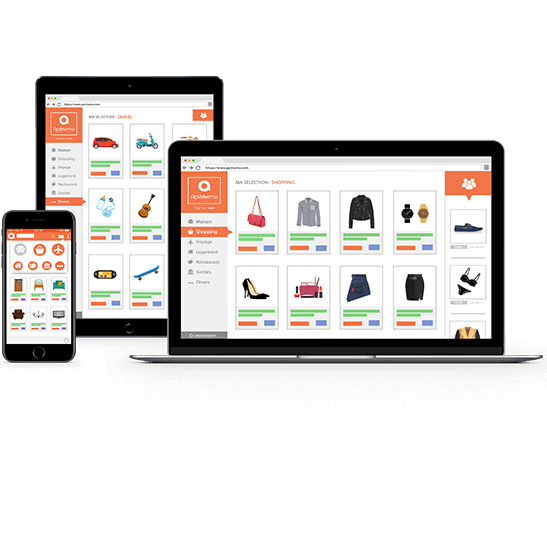 https://www.apimemo.com
ApiMemo
MA SELECTION : DIVERS
Maison
Shopping
Voyage
Logement
Restaurant
Sorties
Divers
https://www.apimemo.com
ApiMemo
MA SELECTION : SHOPPING
Maison
Shopping
Voyage
Logement
Restaurant
Sorties
Divers
Déconnexion